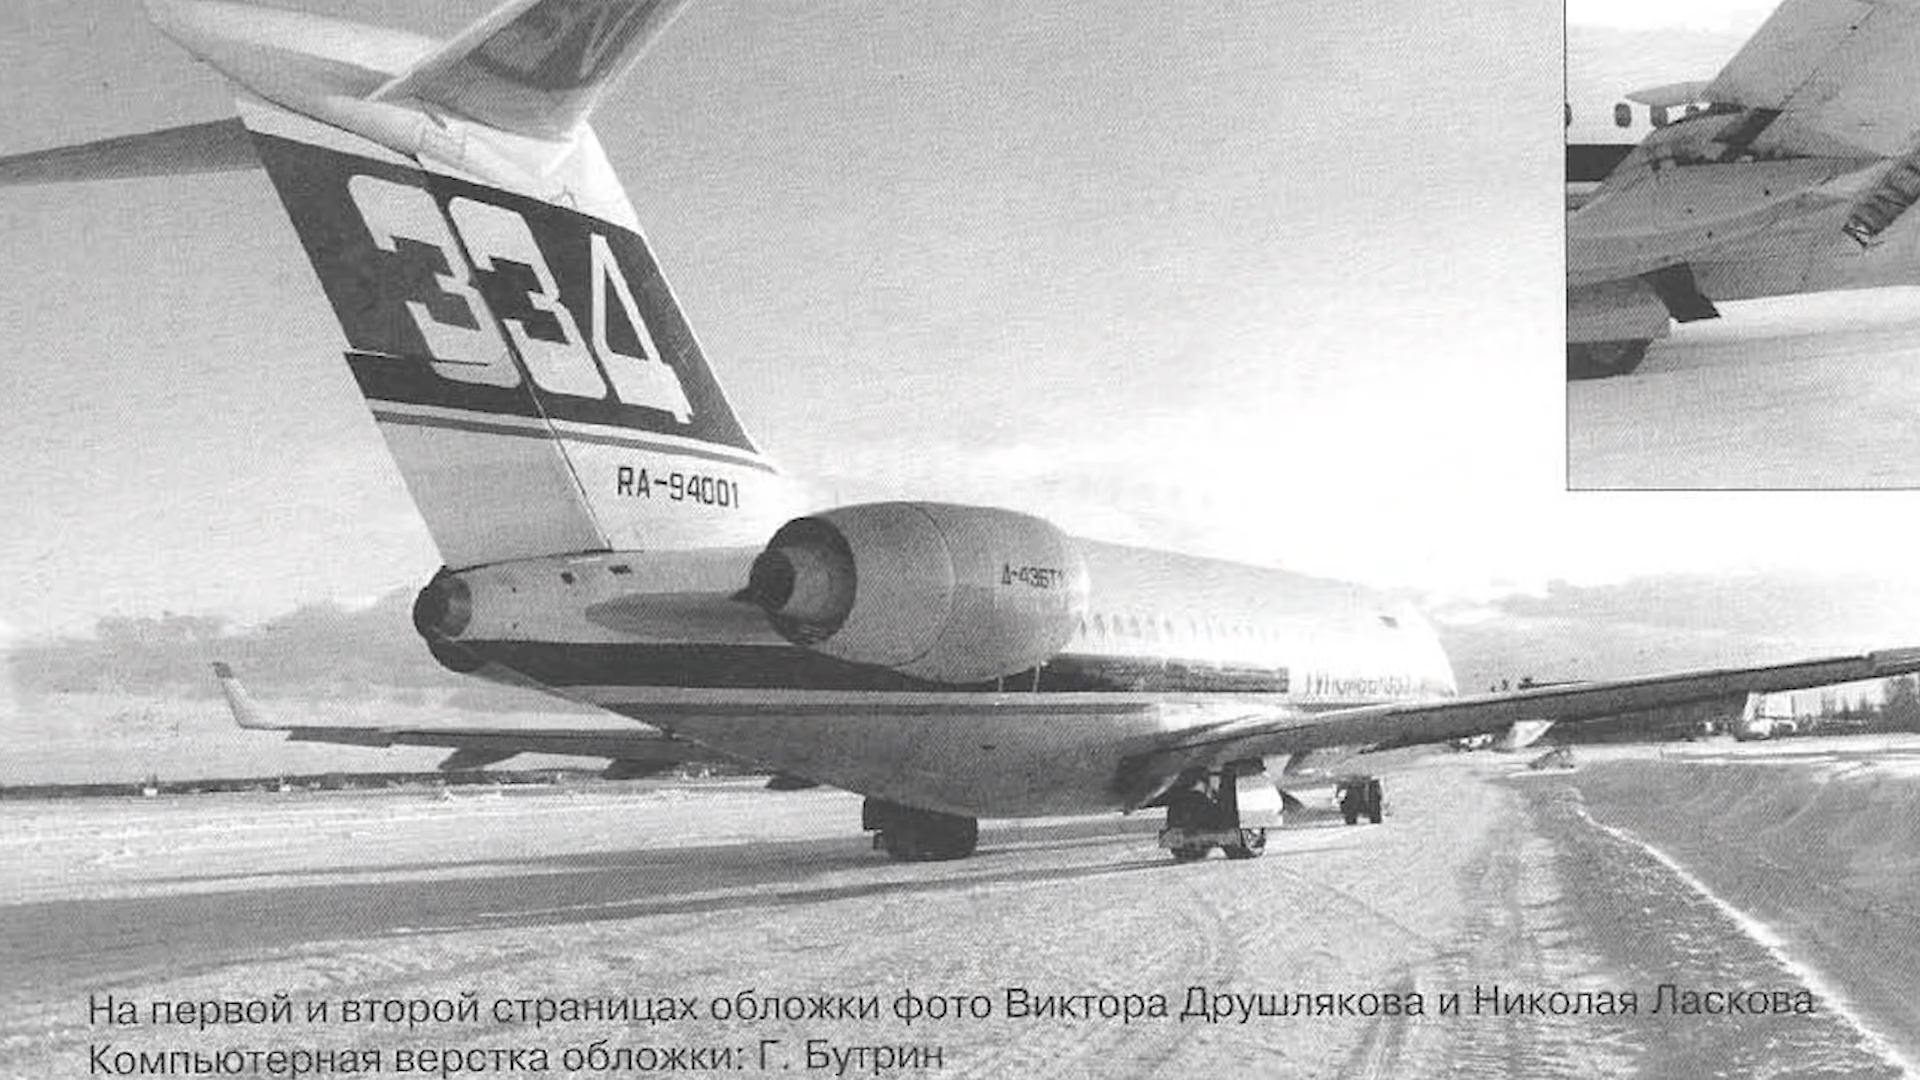 334
RA-94001
Д-436Т1
На первой и второй страницах обложки фото Виктора Друшлякова и Николая Ласкова
Компьютерная верстка обложки: Г. Бутрин